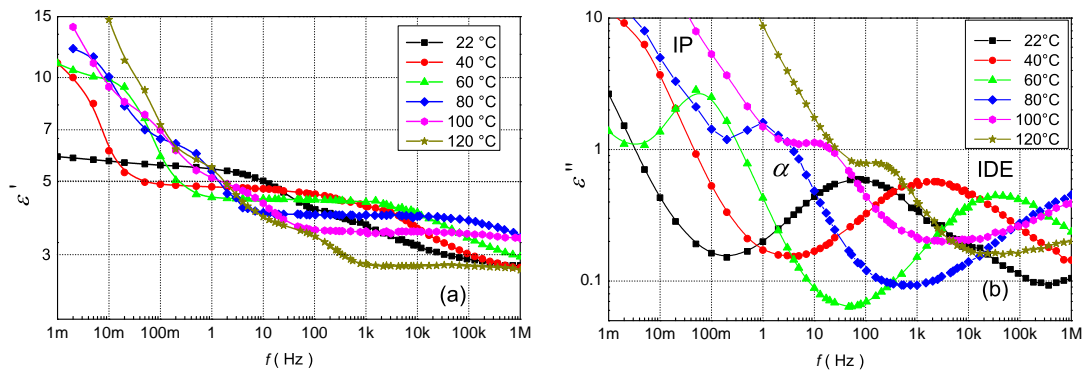 15
10
7
5
3
ε'
22 °C
40 °C
60 °C
80 °C
100 °C
120 °C
(a)
1m 10m 100m 1 10 100 1k 10k 100k 1M
f ( Hz )
10
1
0.1
ε''
IP
α
IDE
22°C
40°C
60°C
80°C
100°C
120°C
(b)
1m 10m 100m 1 10 100 1k 10k 100k 1M
f ( Hz )